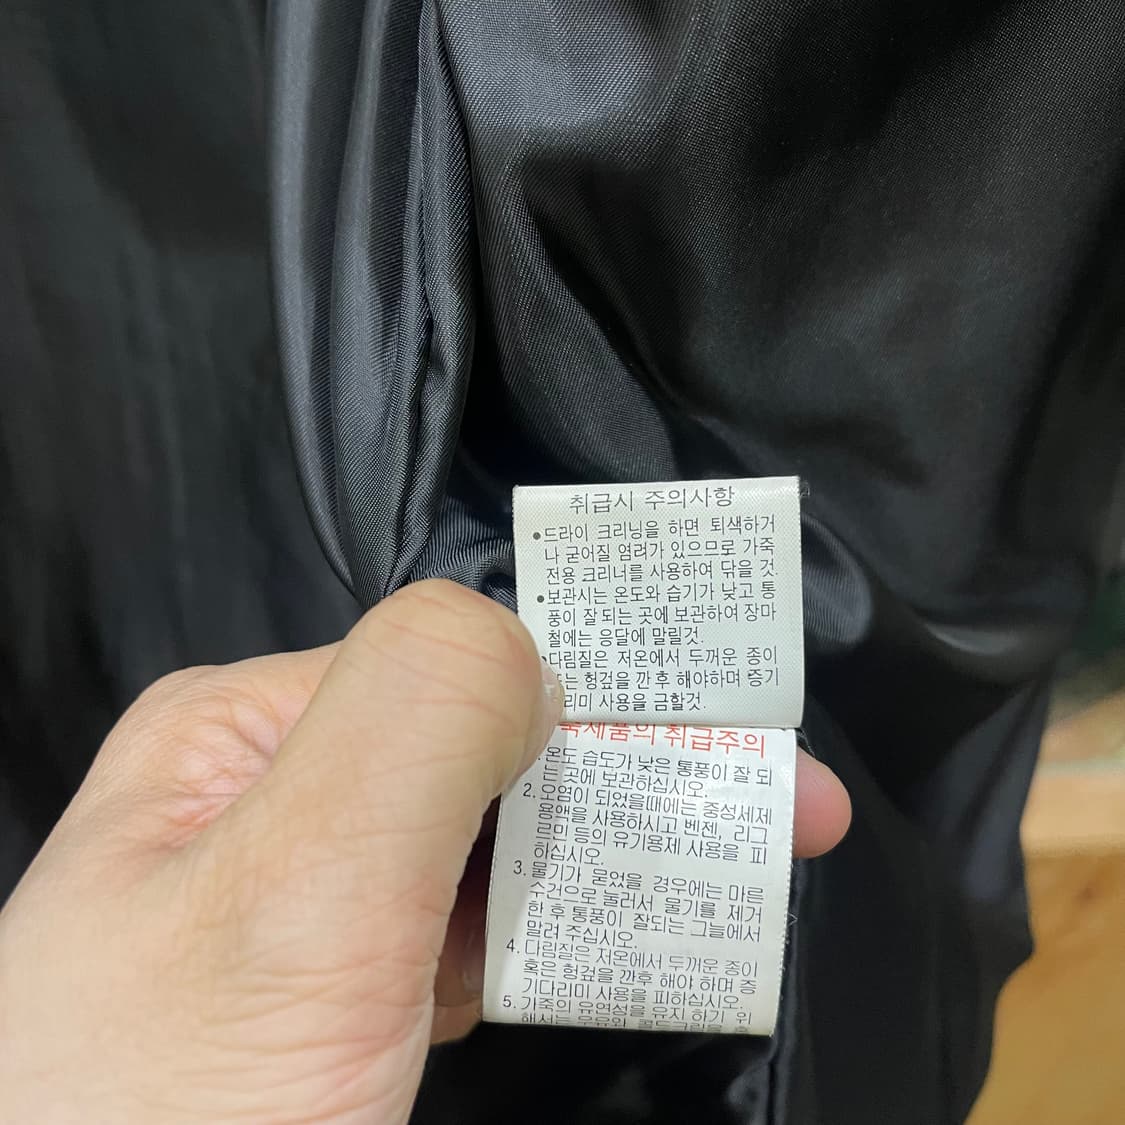 취급시 주의사항
●드라이 크리닝을 하면 퇴색하거
나 굳어질 염려가 있으므로 가죽
전용 크리너를 사용하여 닦을 것.
●보관시는 온도와 습기가 낮고 통
풍이 잘 되는 곳에 보관하여 장마
철에는 응달에 말릴것.
다림질은 저온에서 두꺼운 종이
는 헝겊을 깐 후 해야하며 증기
리미 사용을 금할것.
제품의 취급주의
온도 습도가 낮은 통풍이 잘 되
는 곳에 보관하십시오.
2. 오염이 되었을때에는 중성세제
용액을 사용하시고 벤젠, 리그
르민 등의 유기용제 사용을 피
하십시오.
3. 물기가 묻었을 경우에는 마른
수건으로 눌러서 물기를 제거
한 후 통풍이 잘되는 그늘에서
말려 주십시오.
4. 다림질은 저온에서 두꺼운 종이
혹은 헝겊을 깐후 해야 하며 증
기다리미 사용을 피하십시오.
5. 가죽의 유연성을 유지 하기 위